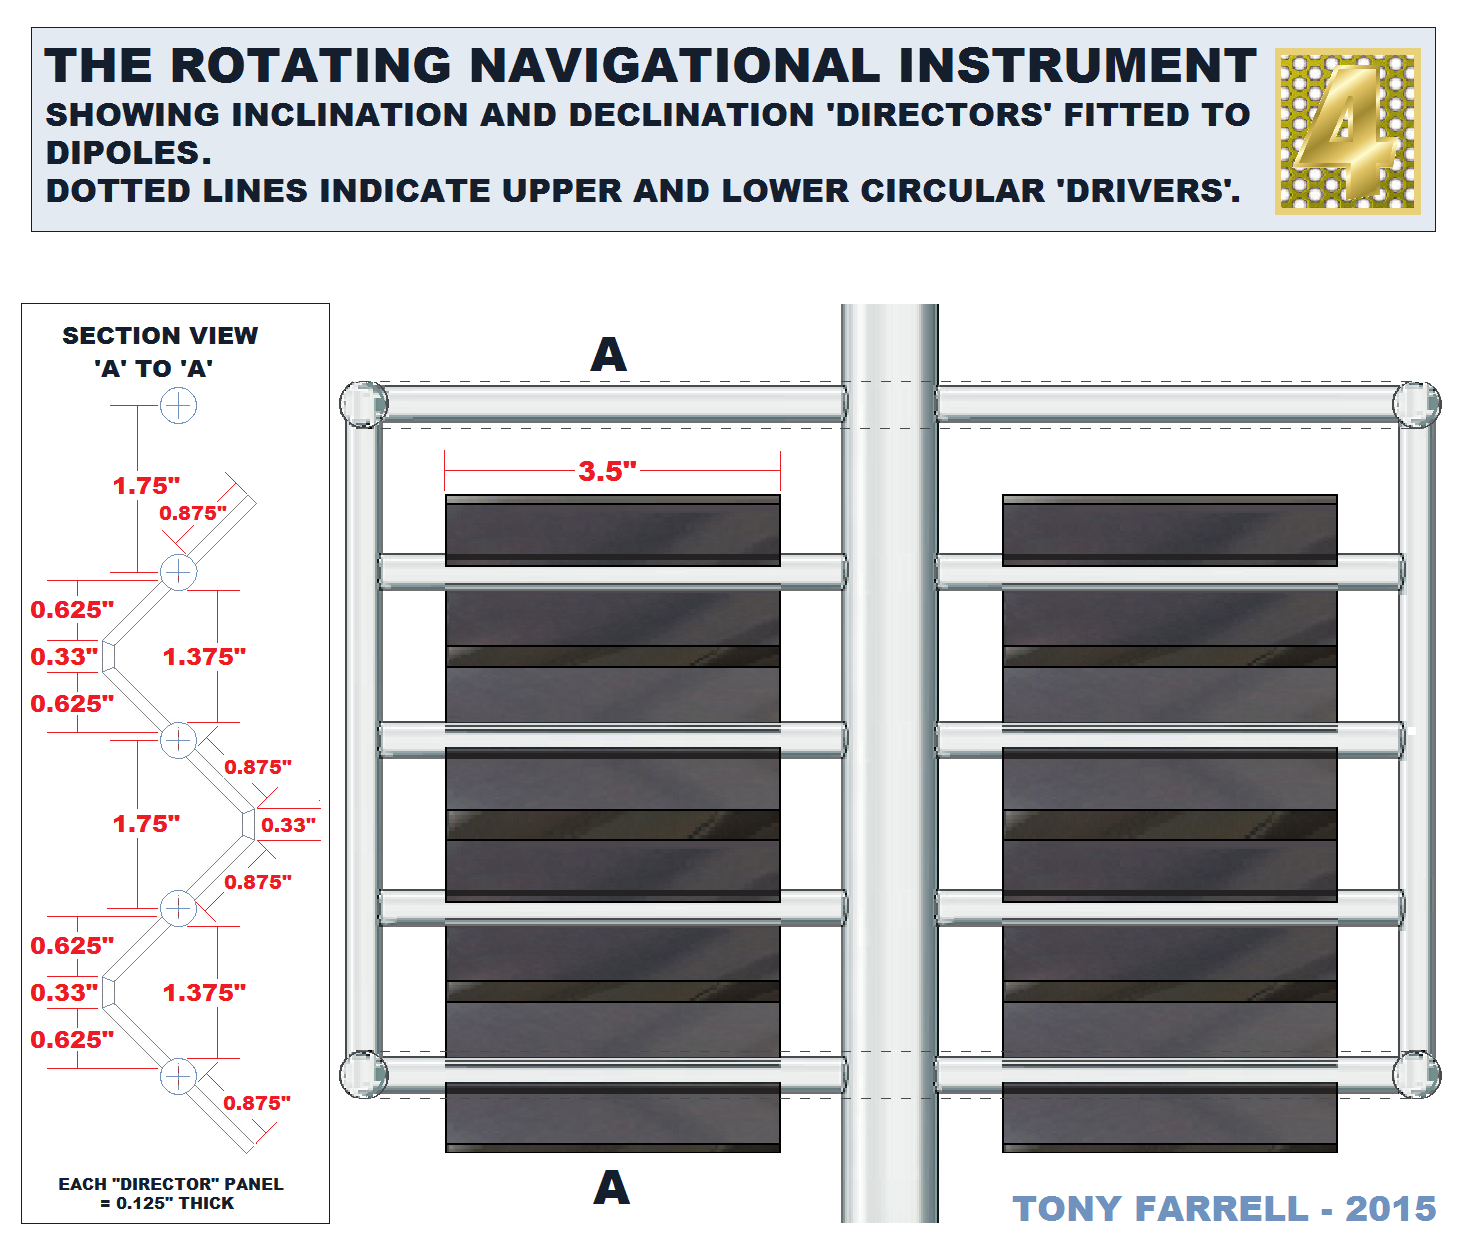 THE ROTATING NAVIGATIONAL INSTRUMENT
SHOWING INCLINATION AND DECLINATION 'DIRECTORS' FITTED TO
DIPOLES.
DOTTED LINES INDICATE UPPER AND LOWER CIRCULAR 'DRIVERS'.
4
SECTION VIEW
'A' TO 'A'
1.75"
0.875"
0.625"
0.33"
1.375"
0.625"
0.875"
1.75"
0.33"
0.875"
0.625"
0.33"
1.375"
0.625"
0.875"
EACH "DIRECTOR" PANEL
= 0.125" THICK
A
3.5"
A
TONY FARRELL - 2015